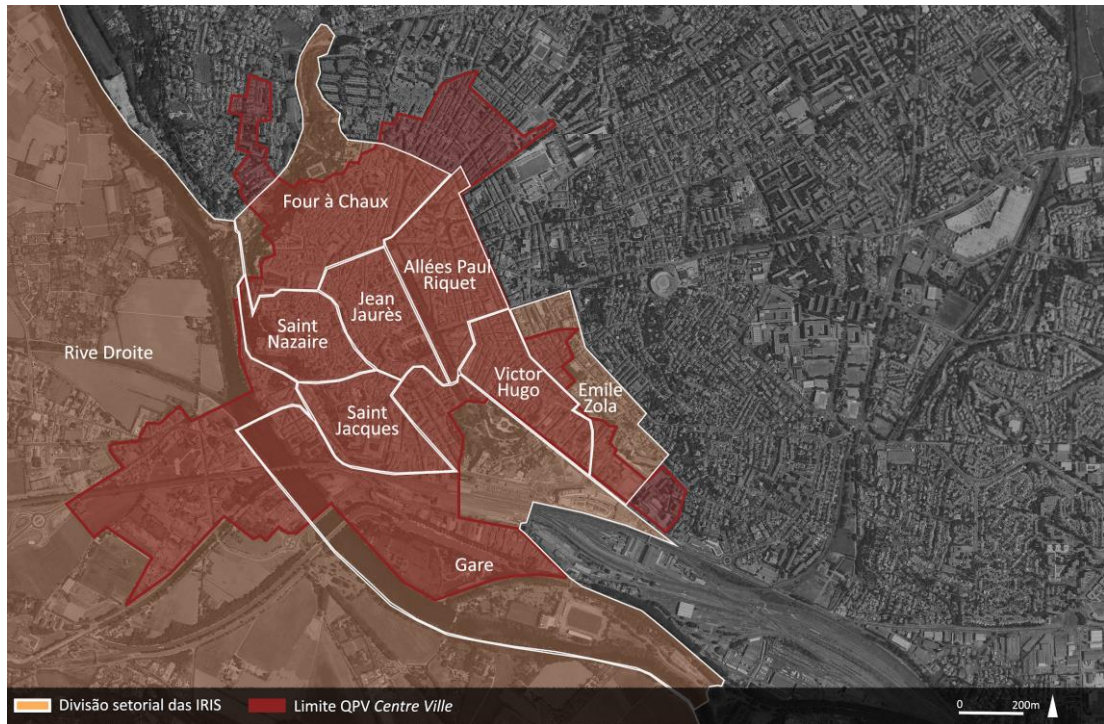 Four à Chaux
Allées Paul
Riquet
Jean
Jaurès
Saint
Nazaire
Rive Droite
Victor
Hugo
Emile
Zola
Saint
Jacques
Gare
Divisão setorial das IRIS
Limite QPV Centre Ville
0 200m